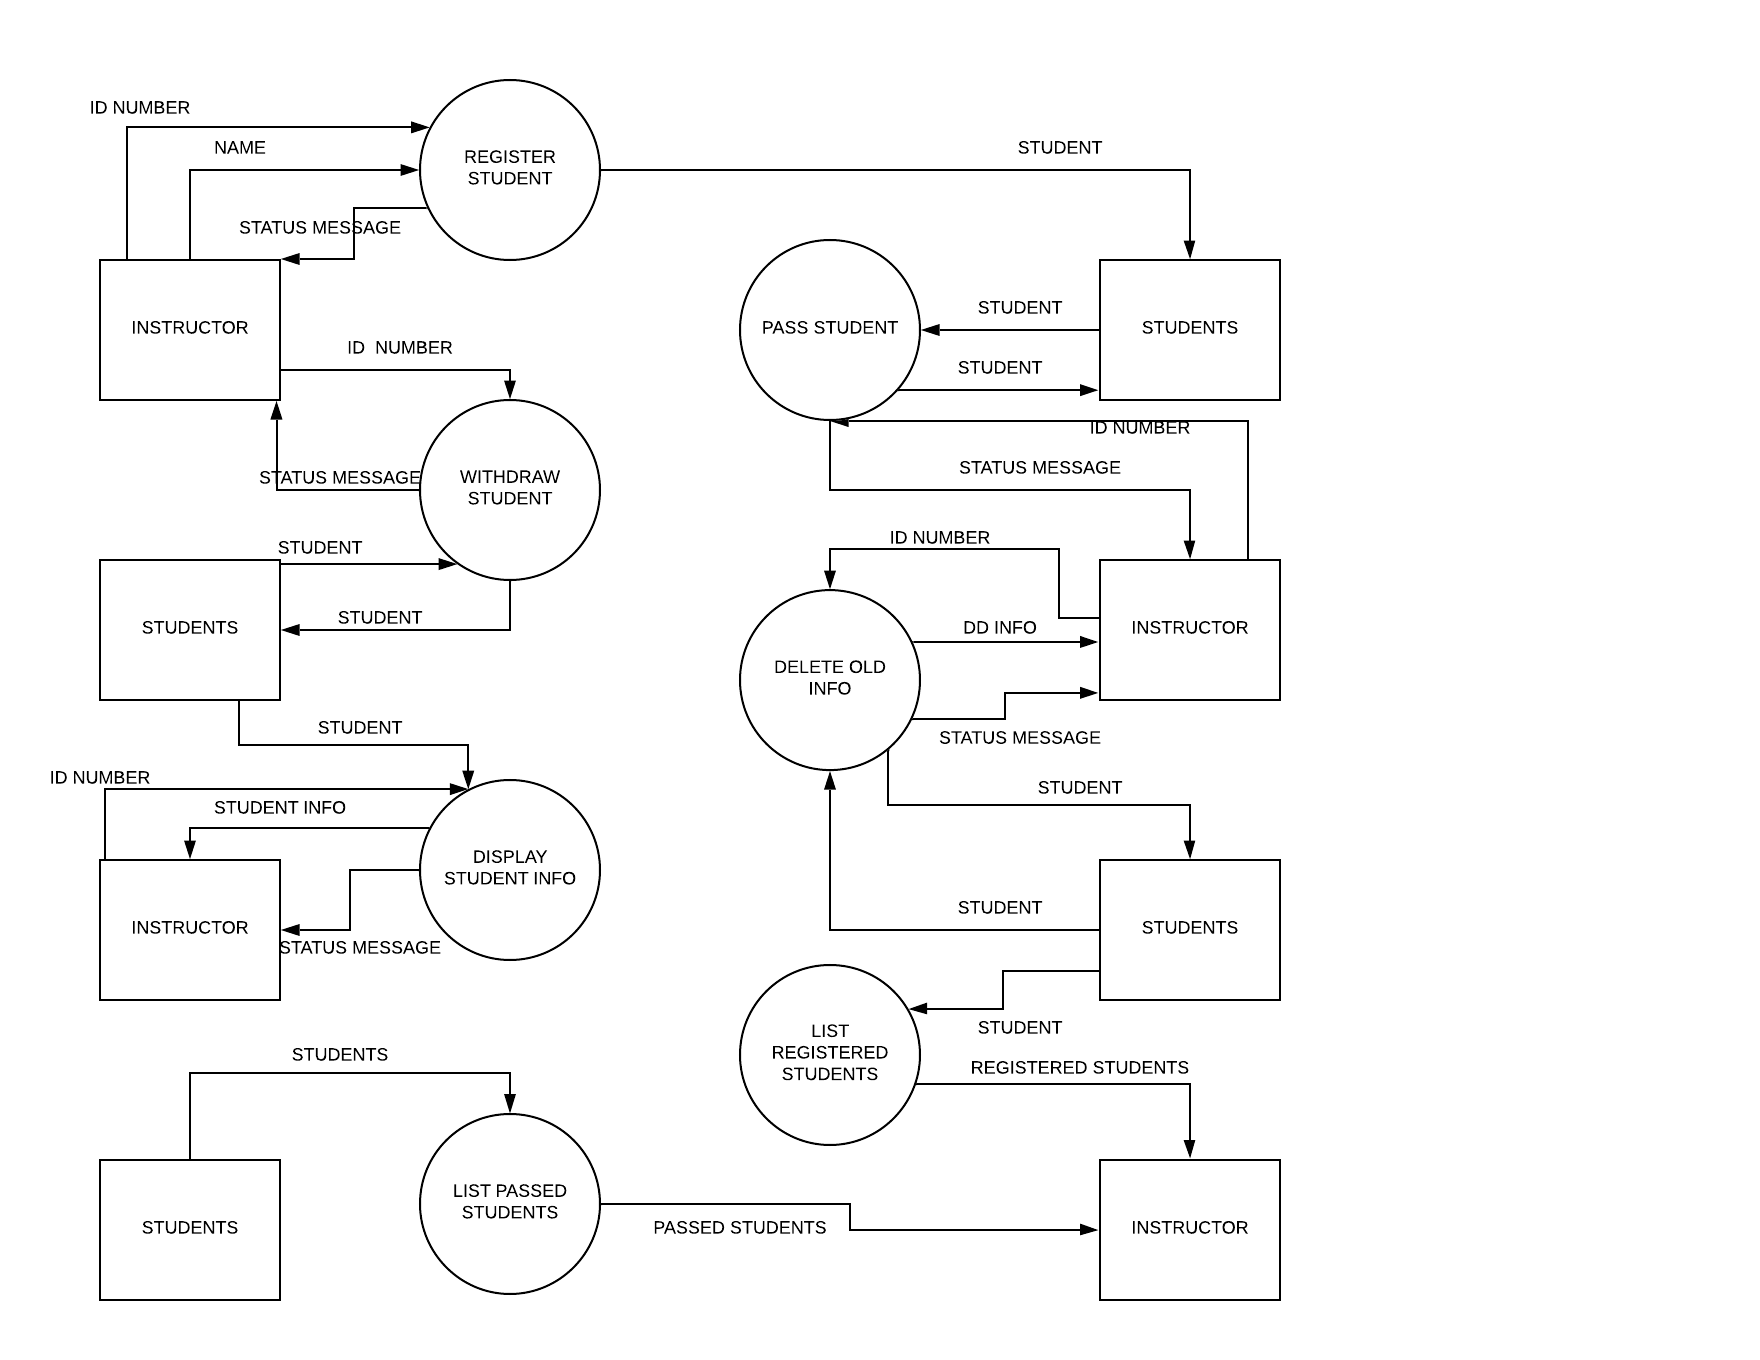 ID NUMBER
NAME
REGISTER
STUDENT
STUDENT
STATUS MESSAGE
INSTRUCTOR
PASS STUDENT
STUDENT
STUDENTS
ID  NUMBER
STUDENT
ID NUMBER
STATUS MESSAGE
STATUS MESSAGE
WITHDRAW
STUDENT
STUDENT
ID NUMBER
STUDENTS
STUDENT
DD INFO
INSTRUCTOR
DELETE OLD
INFO
STUDENT
STATUS MESSAGE
ID NUMBER
STUDENT INFO
STUDENT
DISPLAY
STUDENT INFO
INSTRUCTOR
STATUS MESSAGE
STUDENT
STUDENTS
LIST
REGISTERED
STUDENTS
STUDENT
STUDENTS
REGISTERED STUDENTS
STUDENTS
LIST PASSED
STUDENTS
PASSED STUDENTS
INSTRUCTOR